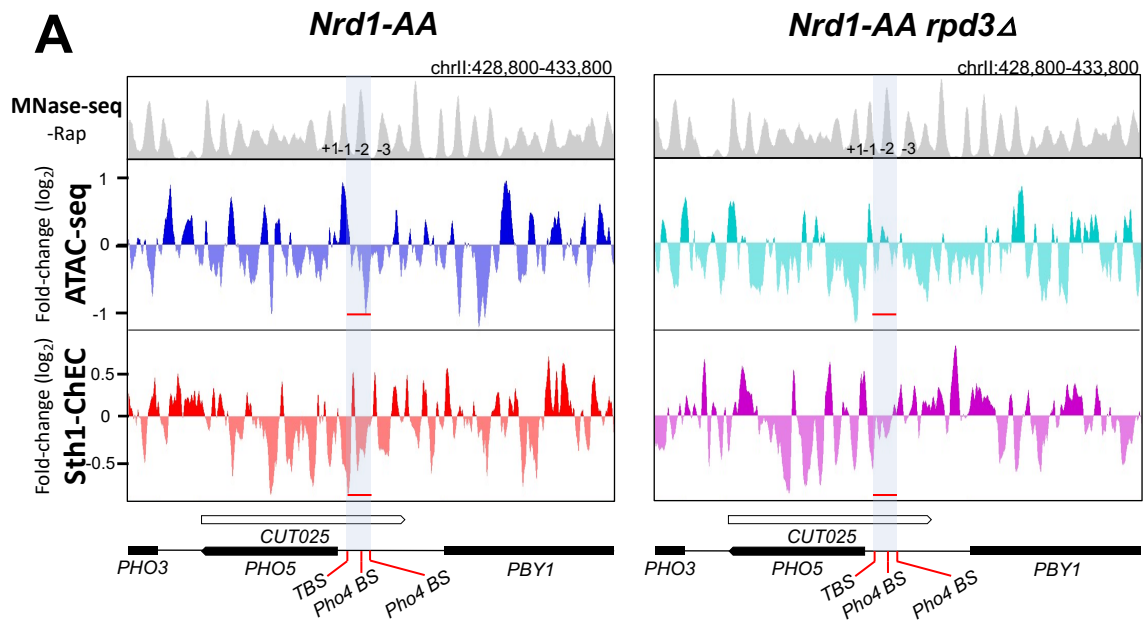 A
Nrd1-AA
Nrd1-AA rpd3Δ
chrII:428,800-433,800
chrII:428,800-433,800
MNase-seq
-Rap
+1 -1 -2 -3
+1 -1 -2 -3
Fold-change (log2)
ATAC-seq
1
0
-1
Fold-change (log2)
Sth1-ChEC
0.5
0
-0.5
CUT025
PHO3
PHO5
PBY1
TBS
Pho4 BS
Pho4 BS
CUT025
PHO3
PHO5
PBY1
TBS
Pho4 BS
Pho4 BS